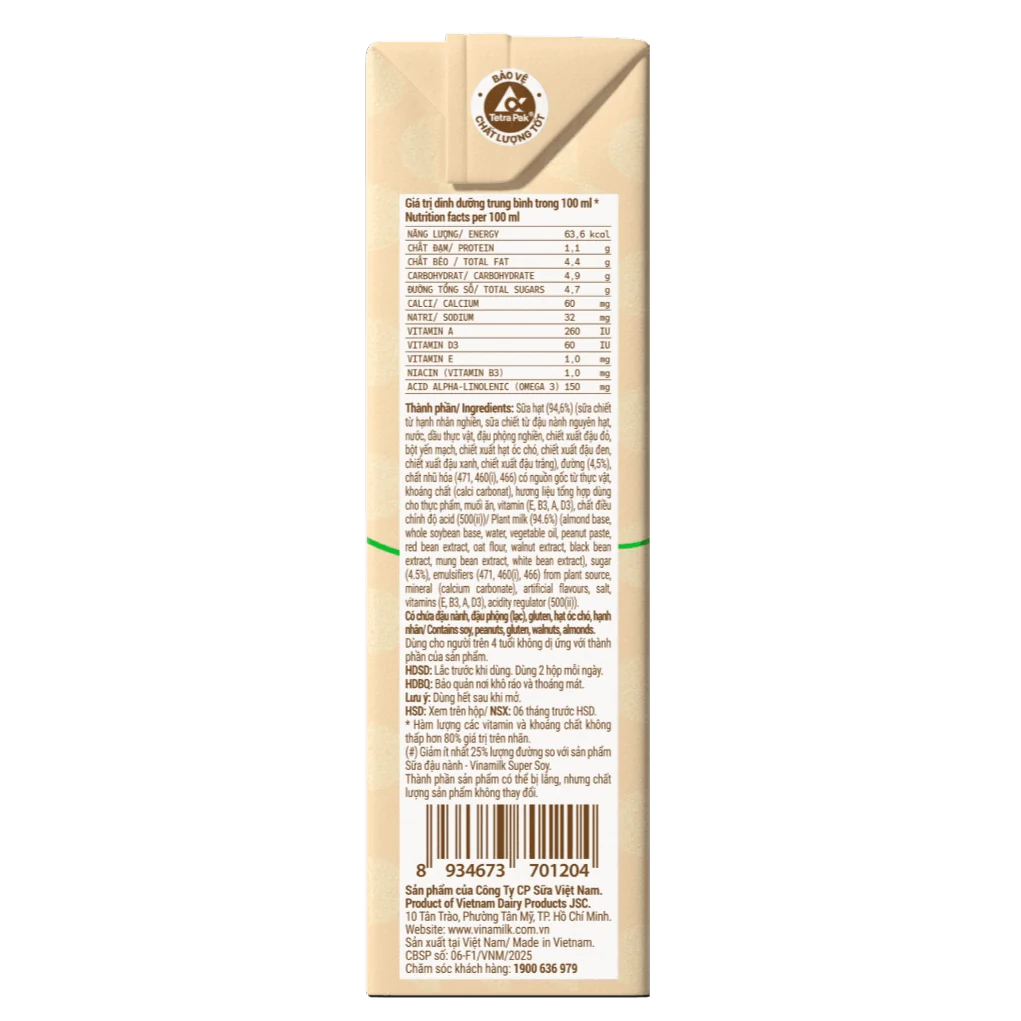 BẢO VỆ
Tetra Pak®
CHẤT LƯỢNG TỐT
Giá trị dinh dưỡng trung bình trong 100 ml *
Nutrition facts per 100 ml
NĂNG LƯỢNG/ ENERGY 63,6 kcal
CHẤT ĐẠM/ PROTEIN 1,1 g
CHẤT BÉO / TOTAL FAT 4,4 g
CARBOHYDRAT/ CARBOHYDRATE 4,9 g
ĐƯỜNG TỔNG SỐ/ TOTAL SUGARS 4,7 g
CALCI/ CALCIUM 60 mg
NATRI/ SODIUM 32 mg
VITAMIN A 260 IU
VITAMIN D3 60 IU
VITAMIN E 1,0 mg
NIACIN (VITAMIN B3) 1,0 mg
ACID ALPHA-LINOLENIC (OMEGA 3) 150 mg
Thành phần/ Ingredients: Sữa hạt (94,6%) (sữa chiết
từ hạnh nhân nghiền, sữa chiết từ đậu nành nguyên hạt,
nước, dầu thực vật, đậu phộng nghiền, chiết xuất đậu đỏ,
bột yến mạch, chiết xuất hạt óc chó, chiết xuất đậu đen,
chiết xuất đậu xanh, chiết xuất đậu trắng), đường (4,5%),
chất nhũ hóa (471, 460(i), 466) có nguồn gốc từ thực vật,
khoáng chất (calci carbonat), hương liệu tổng hợp dùng
cho thực phẩm, muối ăn, vitamin (E, B3, A, D3), chất điều
chỉnh độ acid (500(ii))/ Plant milk (94.6%) (almond base,
whole soybean base, water, vegetable oil, peanut paste,
red bean extract, oat flour, walnut extract, black bean
extract, mung bean extract, white bean extract), sugar
(4.5%), emulsifiers (471, 460(i), 466) from plant source,
mineral (calcium carbonate), artificial flavours, salt,
vitamins (E, B3, A, D3), acidity regulator (500(ii)).
Có chứa đậu nành, đậu phộng (lạc), gluten, hạt óc chó, hạnh
nhân/ Contains soy, peanuts, gluten, walnuts, almonds.
Dùng cho người trên 4 tuổi không dị ứng với thành
phần của sản phẩm.
HDSD: Lắc trước khi dùng. Dùng 2 hộp mỗi ngày.
HDBQ: Bảo quản nơi khô ráo và thoáng mát.
Lưu ý: Dùng hết sau khi mở.
HSD: Xem trên hộp/ NSX: 06 tháng trước HSD.
* Hàm lượng các vitamin và khoáng chất không
thấp hơn 80% giá trị trên nhãn.
(#) Giảm ít nhất 25% lượng đường so với sản phẩm
Sữa đậu nành - Vinamilk Super Soy.
Thành phần sản phẩm có thể bị lắng, nhưng chất
lượng sản phẩm không thay đổi.
8 934673 701204
Sản phẩm của Công Ty CP Sữa Việt Nam.
Product of Vietnam Dairy Products JSC.
10 Tân Trào, Phường Tân Mỹ, TP. Hồ Chí Minh.
Website: www.vinamilk.com.vn
Sản xuất tại Việt Nam/ Made in Vietnam.
CBSP số: 06-F1/VNM/2025
Chăm sóc khách hàng: 1900 636 979